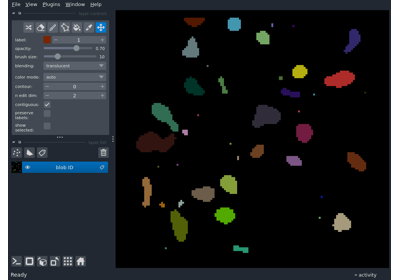 File View Plugins Window Help
label: 1
opacity: 0.70
brush size: 10
blending: translucent
color mode: auto
contour: 0
n edit dim: 2
contiguous:
preserve
labels:
show
selected:
blob ID
Ready
activity